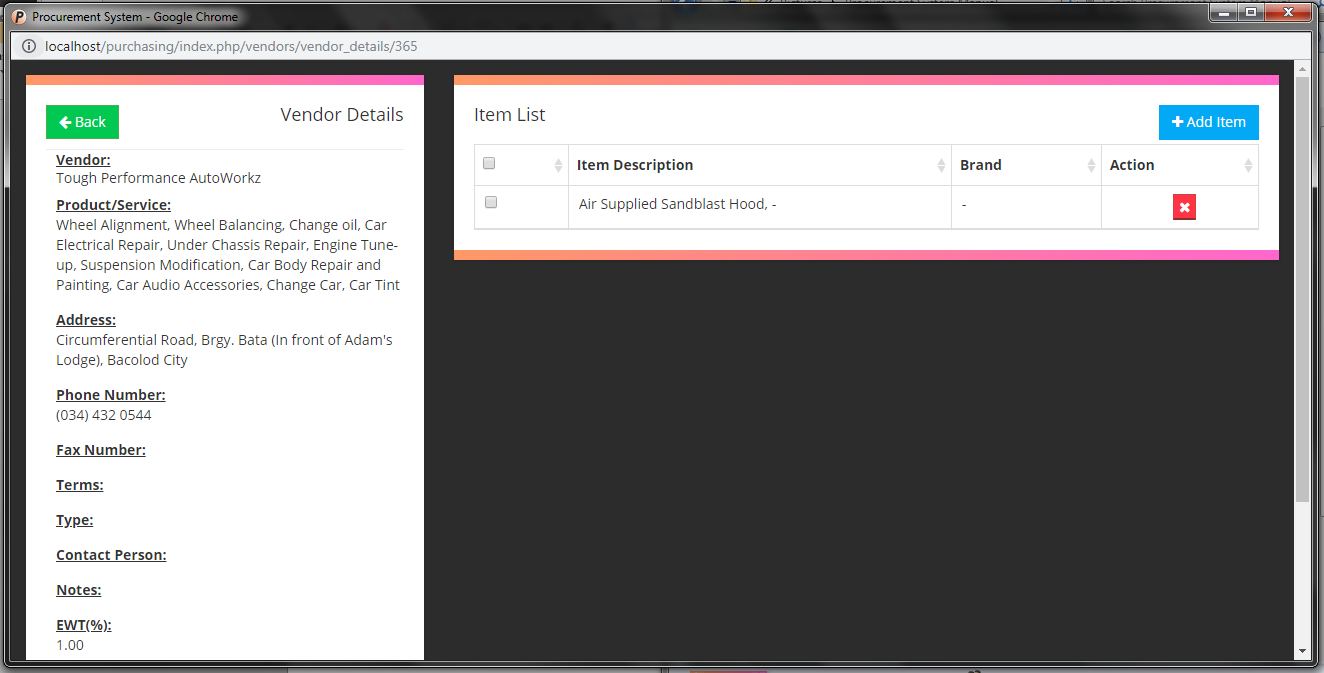 Procurement System - Google Chrome
localhost/purchasing/index.php/vendors/vendor_details/365
Back
Vendor Details
Vendor:
Tough Performance AutoWorkz
Product/Service:
Wheel Alignment, Wheel Balancing, Change oil, Car
Electrical Repair, Under Chassis Repair, Engine Tune-
up, Suspension Modification, Car Body Repair and
Painting, Car Audio Accessories, Change Car, Car Tint
Address:
Circumferential Road, Brgy. Bata (In front of Adam's
Lodge), Bacolod City
Phone Number:
(034) 432 0544
Fax Number:
Terms:
Type:
Contact Person:
Notes:
EWT(%):
1.00
Item List
Add Item
Item Description Brand Action
Air Supplied Sandblast Hood, - -